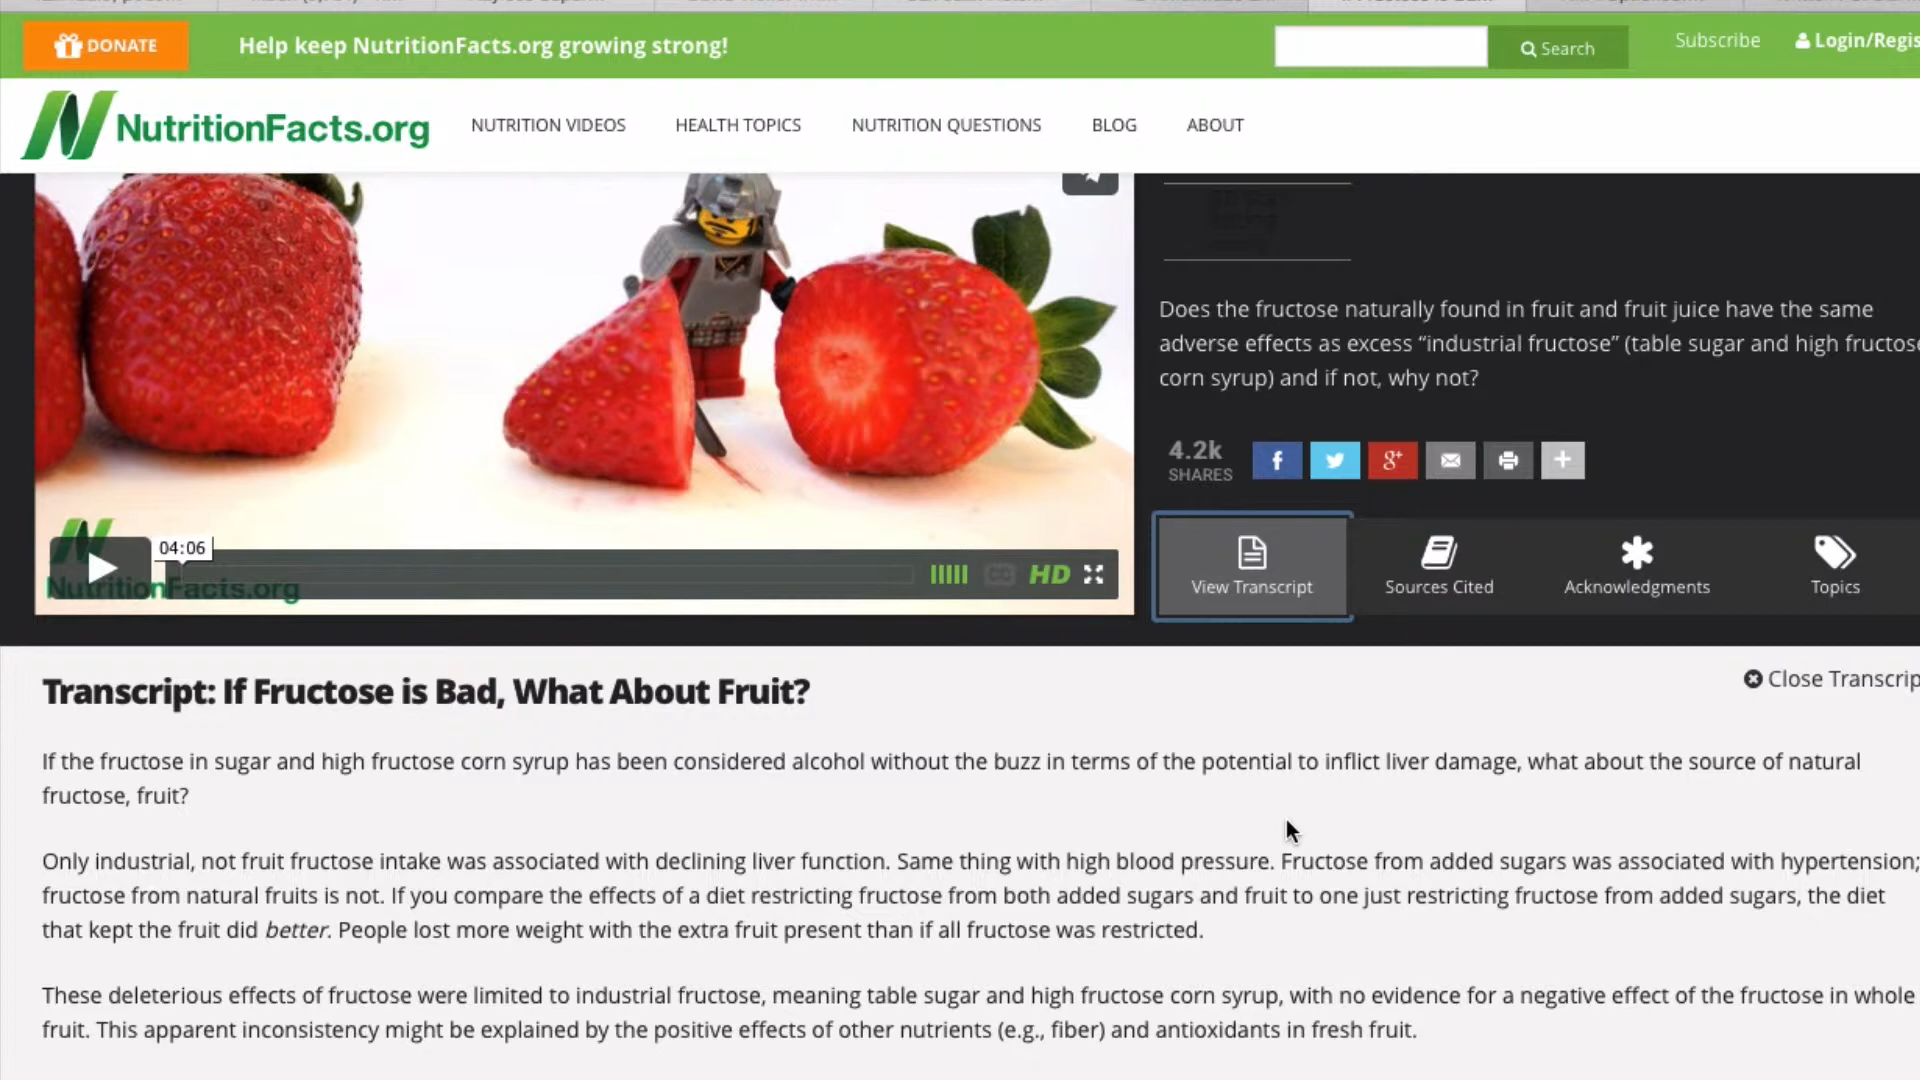 DONATE
Help keep NutritionFacts.org growing strong!
Search
Subscribe
Login/Regis
NutritionFacts.org
NUTRITION VIDEOS
HEALTH TOPICS
NUTRITION QUESTIONS
BLOG
ABOUT
04:06
CC
HD
NutritionFacts.org
Does the fructose naturally found in fruit and fruit juice have the same
adverse effects as excess “industrial fructose” (table sugar and high fructose
corn syrup) and if not, why not?
4.2k
SHARES
View Transcript
Sources Cited
Acknowledgments
Topics
Transcript: If Fructose is Bad, What About Fruit?
Close Transcrip
If the fructose in sugar and high fructose corn syrup has been considered alcohol without the buzz in terms of the potential to inflict liver damage, what about the source of natural
fructose, fruit?
Only industrial, not fruit fructose intake was associated with declining liver function. Same thing with high blood pressure. Fructose from added sugars was associated with hypertension;
fructose from natural fruits is not. If you compare the effects of a diet restricting fructose from both added sugars and fruit to one just restricting fructose from added sugars, the diet
that kept the fruit did better. People lost more weight with the extra fruit present than if all fructose was restricted.
These deleterious effects of fructose were limited to industrial fructose, meaning table sugar and high fructose corn syrup, with no evidence for a negative effect of the fructose in whole
fruit. This apparent inconsistency might be explained by the positive effects of other nutrients (e.g., fiber) and antioxidants in fresh fruit.